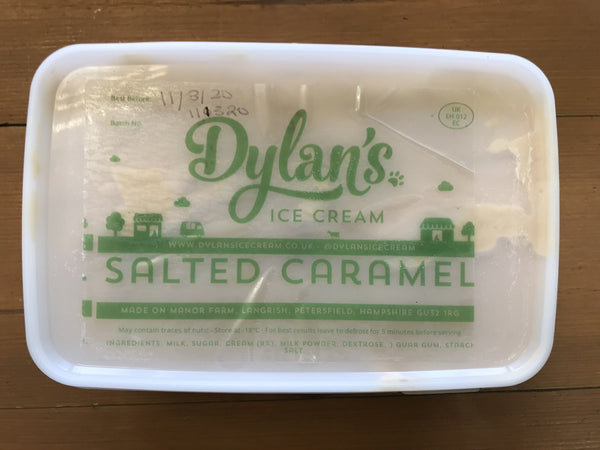 Best Before: 11/3/20
Batch No. 11320
UK
EH 012
EC
Dylan's
ICE CREAM
WWW.DYLANSICECREAM.CO.UK - @DYLANSICECREAM
SALTED CARAMEL
MADE ON MANOR FARM, LANGRISH, PETERSFIELD, HAMPSHIRE GU32 1RG
May contain traces of nuts - Store at -18°C - For best results leave to defrost for 5 minutes before serving
INGREDIENTS: MILK, SUGAR, CREAM (8%), MILK POWDER, DEXTROSE, ) GUAR GUM, STARCH
SALT